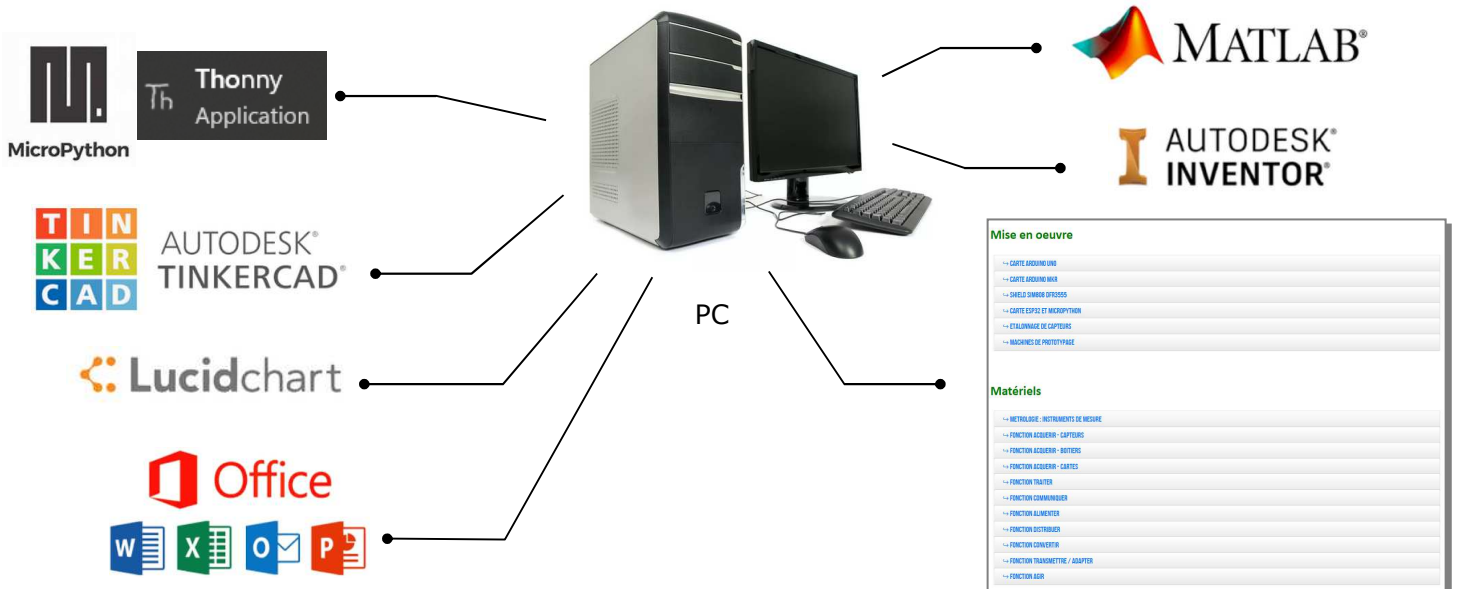 MicroPython
Th
Thonny
Application
TIN
KER
CAD
AUTODESK®
TINKERCAD®
Lucidchart
Office
W
X
O
P
PC
MATLAB®
I
AUTODESK®
INVENTOR®
Mise en oeuvre
↪ CARTE ARDUINO UNO
↪ CARTE ARDUINO MKR
↪ SHIELD SIM808 DFR3555
↪ CARTE ESP32 ET MICROPYTHON
↪ ETALONNAGE DE CAPTEURS
↪ MACHINES DE PROTOTYPAGE
Matériels
↪ METROLOGIE : INSTRUMENTS DE MESURE
↪ FONCTION ACQUERIR - CAPTEURS
↪ FONCTION ACQUERIR - BOITIERS
↪ FONCTION ACQUERIR - CARTES
↪ FONCTION TRAITER
↪ FONCTION COMMUNIQUER
↪ FONCTION ALIMENTER
↪ FONCTION DISTRIBUER
↪ FONCTION CONVERTIR
↪ FONCTION TRANSMETTRE / ADAPTER
↪ FONCTION AGIR